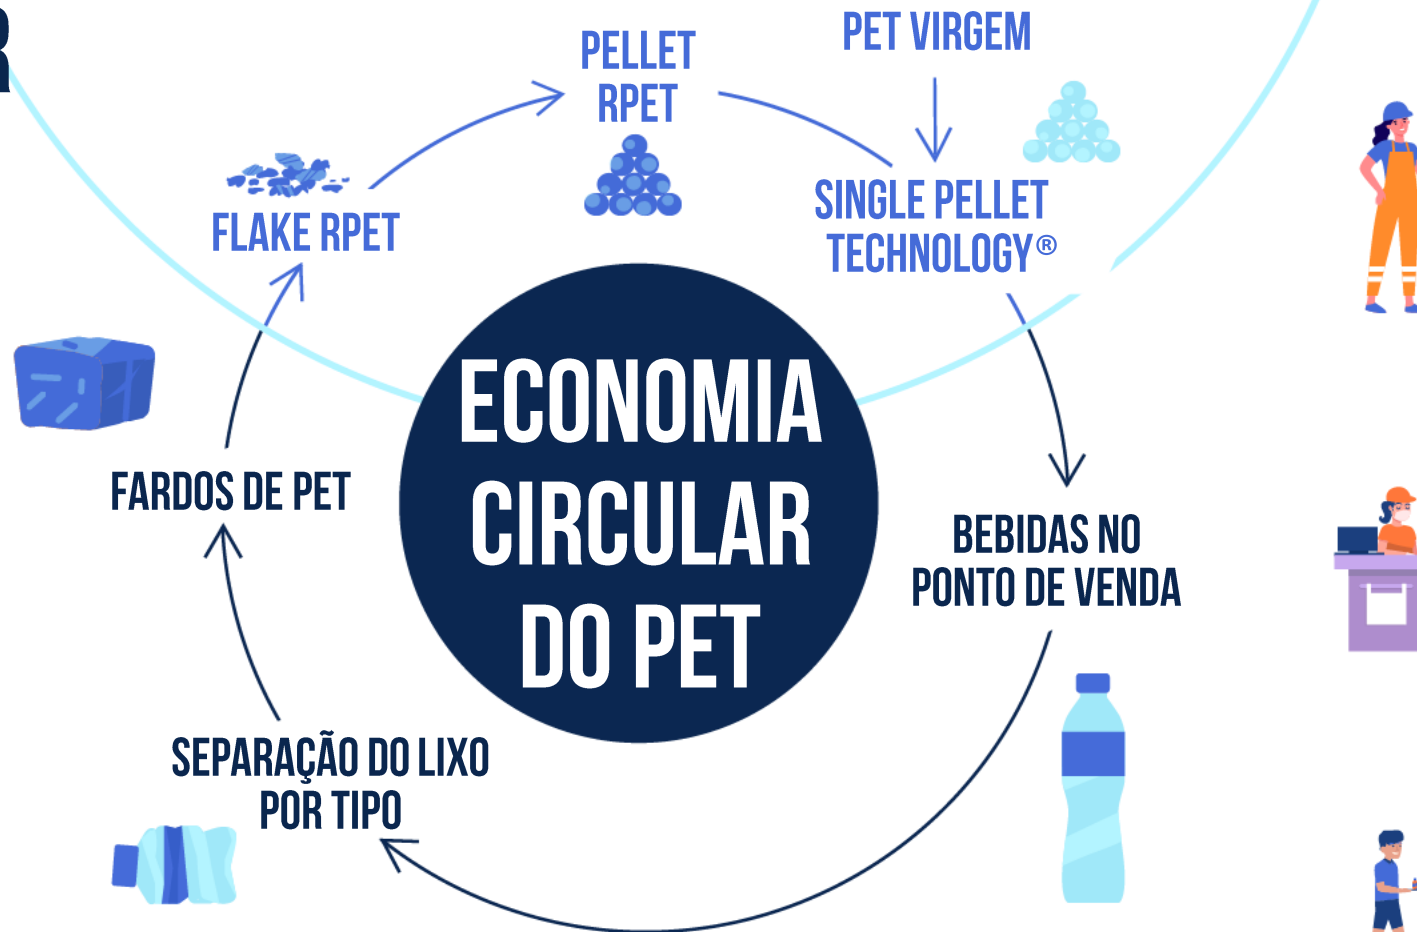 R
PET VIRGEM
PELLET
RPET
SINGLE PELLET
TECHNOLOGY®
FLAKE RPET
ECONOMIA
CIRCULAR
DO PET
FARDOS DE PET
BEBIDAS NO
PONTO DE VENDA
SEPARAÇÃO DO LIXO
POR TIPO